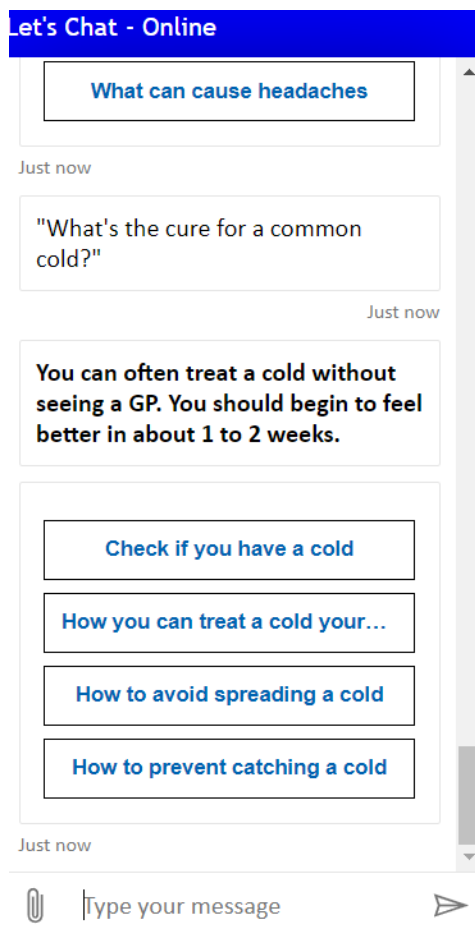 Let's Chat - Online
What can cause headaches
Just now
"What's the cure for a common
cold?"
Just now
You can often treat a cold without
seeing a GP. You should begin to feel
better in about 1 to 2 weeks.
Check if you have a cold
How you can treat a cold your...
How to avoid spreading a cold
How to prevent catching a cold
Just now
Type your message